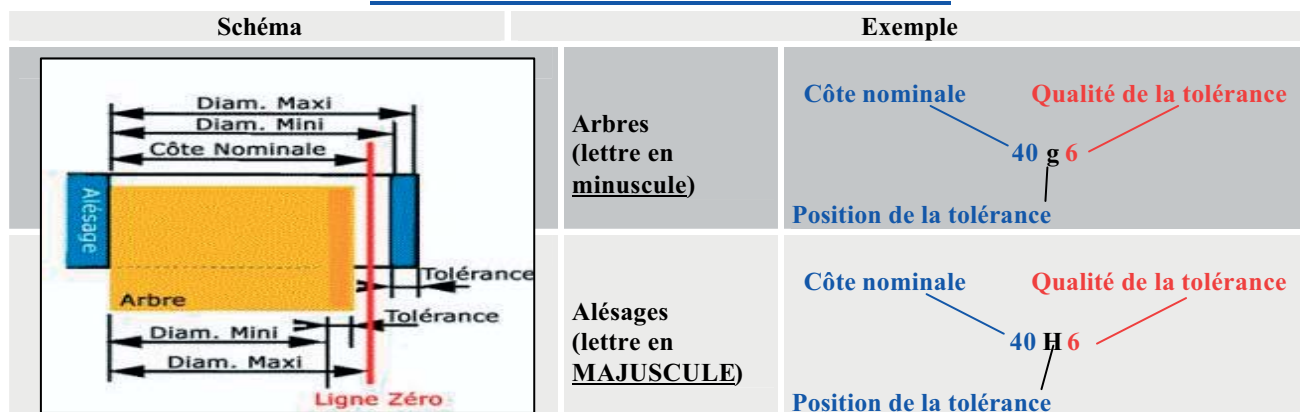 Schéma
Exemple
Diam. Maxi
Diam. Mini
Côte Nominale
Alésage
Arbre
Tolérance
Tolérance
Diam. Mini
Diam. Maxi
Ligne Zéro
Arbres
(lettre en
minuscule)
Côte nominale
Qualité de la tolérance
40 g 6
Position de la tolérance
Alésages
(lettre en
MAJUSCULE)
Côte nominale
Qualité de la tolérance
40 H 6
Position de la tolérance